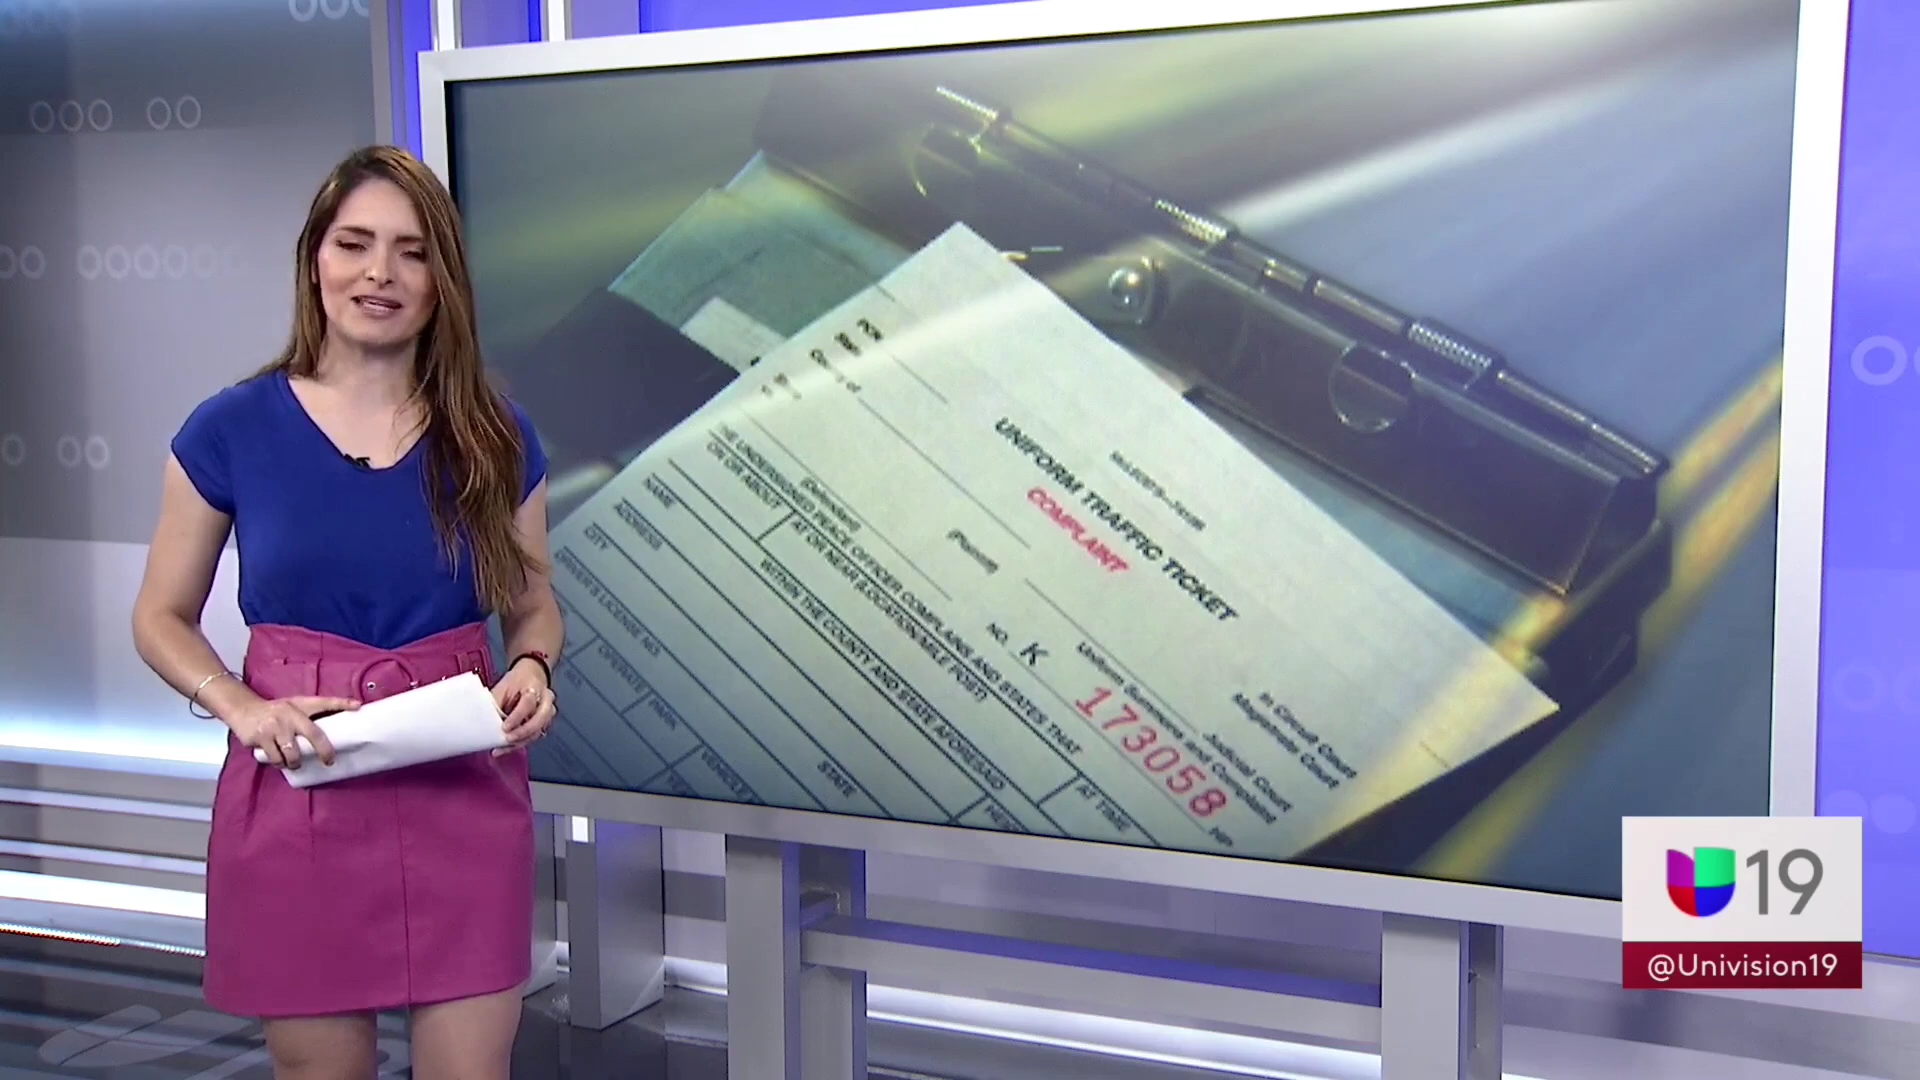 UNIFORM TRAFFIC TICKET
COMPLAINT
(Defendant)
THE UNDERSIGNED PEACE OFFICER COMPLAINS AND STATES THAT
ON OR ABOUT
AT OR NEAR (LOCATION/MILE POST)
WITHIN THE COUNTY AND STATE AFORESAID
AT TIME
NAME
ADDRESS
CITY
STATE
DRIVER'S LICENSE NO.
OPERATE
PARK
NO. K
173058
Uniform Summons and Complaint
Judicial Court
In Circuit Court
Magistrate Court
U 19
@Univision19